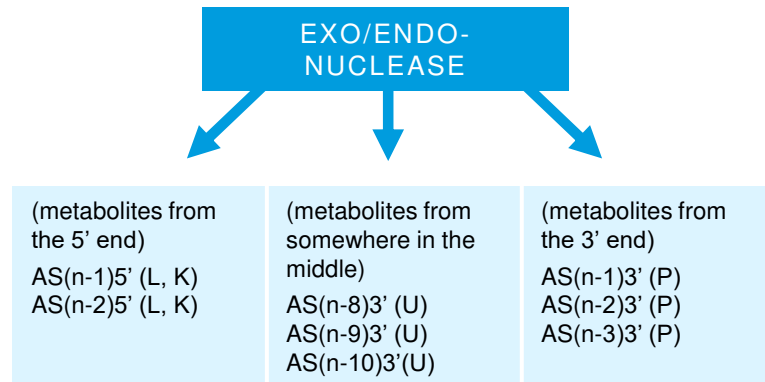 EXO/ENDO-
NUCLEASE
(metabolites from
the 5’ end)
AS(n-1)5’ (L, K)
AS(n-2)5’ (L, K)
(metabolites from
somewhere in the
middle)
AS(n-8)3’ (U)
AS(n-9)3’ (U)
AS(n-10)3’(U)
(metabolites from
the 3’ end)
AS(n-1)3’ (P)
AS(n-2)3’ (P)
AS(n-3)3’ (P)